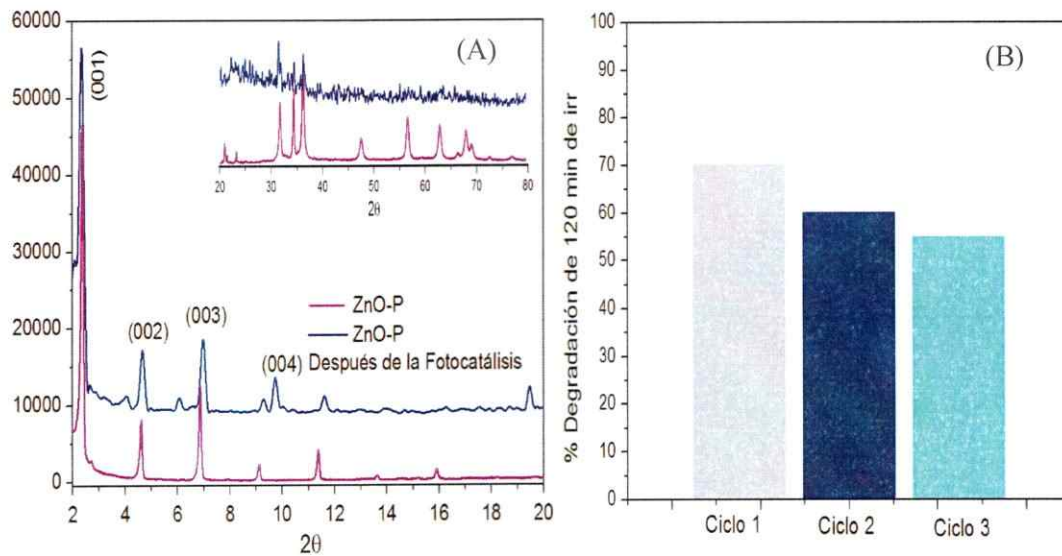 (A)
60000
50000
40000
30000
20000
10000
0
(001)
(002)
(003)
(004)
ZnO-P
ZnO-P
Después de la Fotocatálisis
2 4 6 8 10 12 14 16 18 20
2θ
20 30 40 50 60 70 80
2θ
(B)
% Degradación de 120 min de irr
100
90
80
70
60
50
40
30
20
10
0
Ciclo 1
Ciclo 2
Ciclo 3